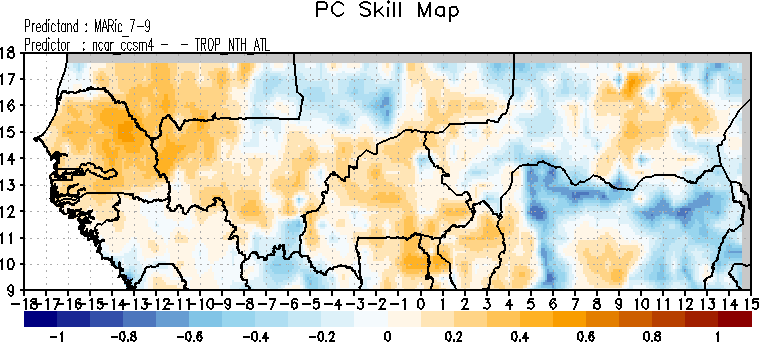 PC Skill Map
Predictand : MARic_7-9
Predictor : ncar_ccsm4 - - TROP_NTH_ATL
18
17
16
15
14
13
12
11
10
9
-18 -17 -16 -15 -14 -13 -12 -11 -10 -9 -8 -7 -6 -5 -4 -3 -2 -1 0 1 2 3 4 5 6 7 8 9 10 11 12 13 14 15
-1 -0.8 -0.6 -0.4 -0.2 0 0.2 0.4 0.6 0.8 1